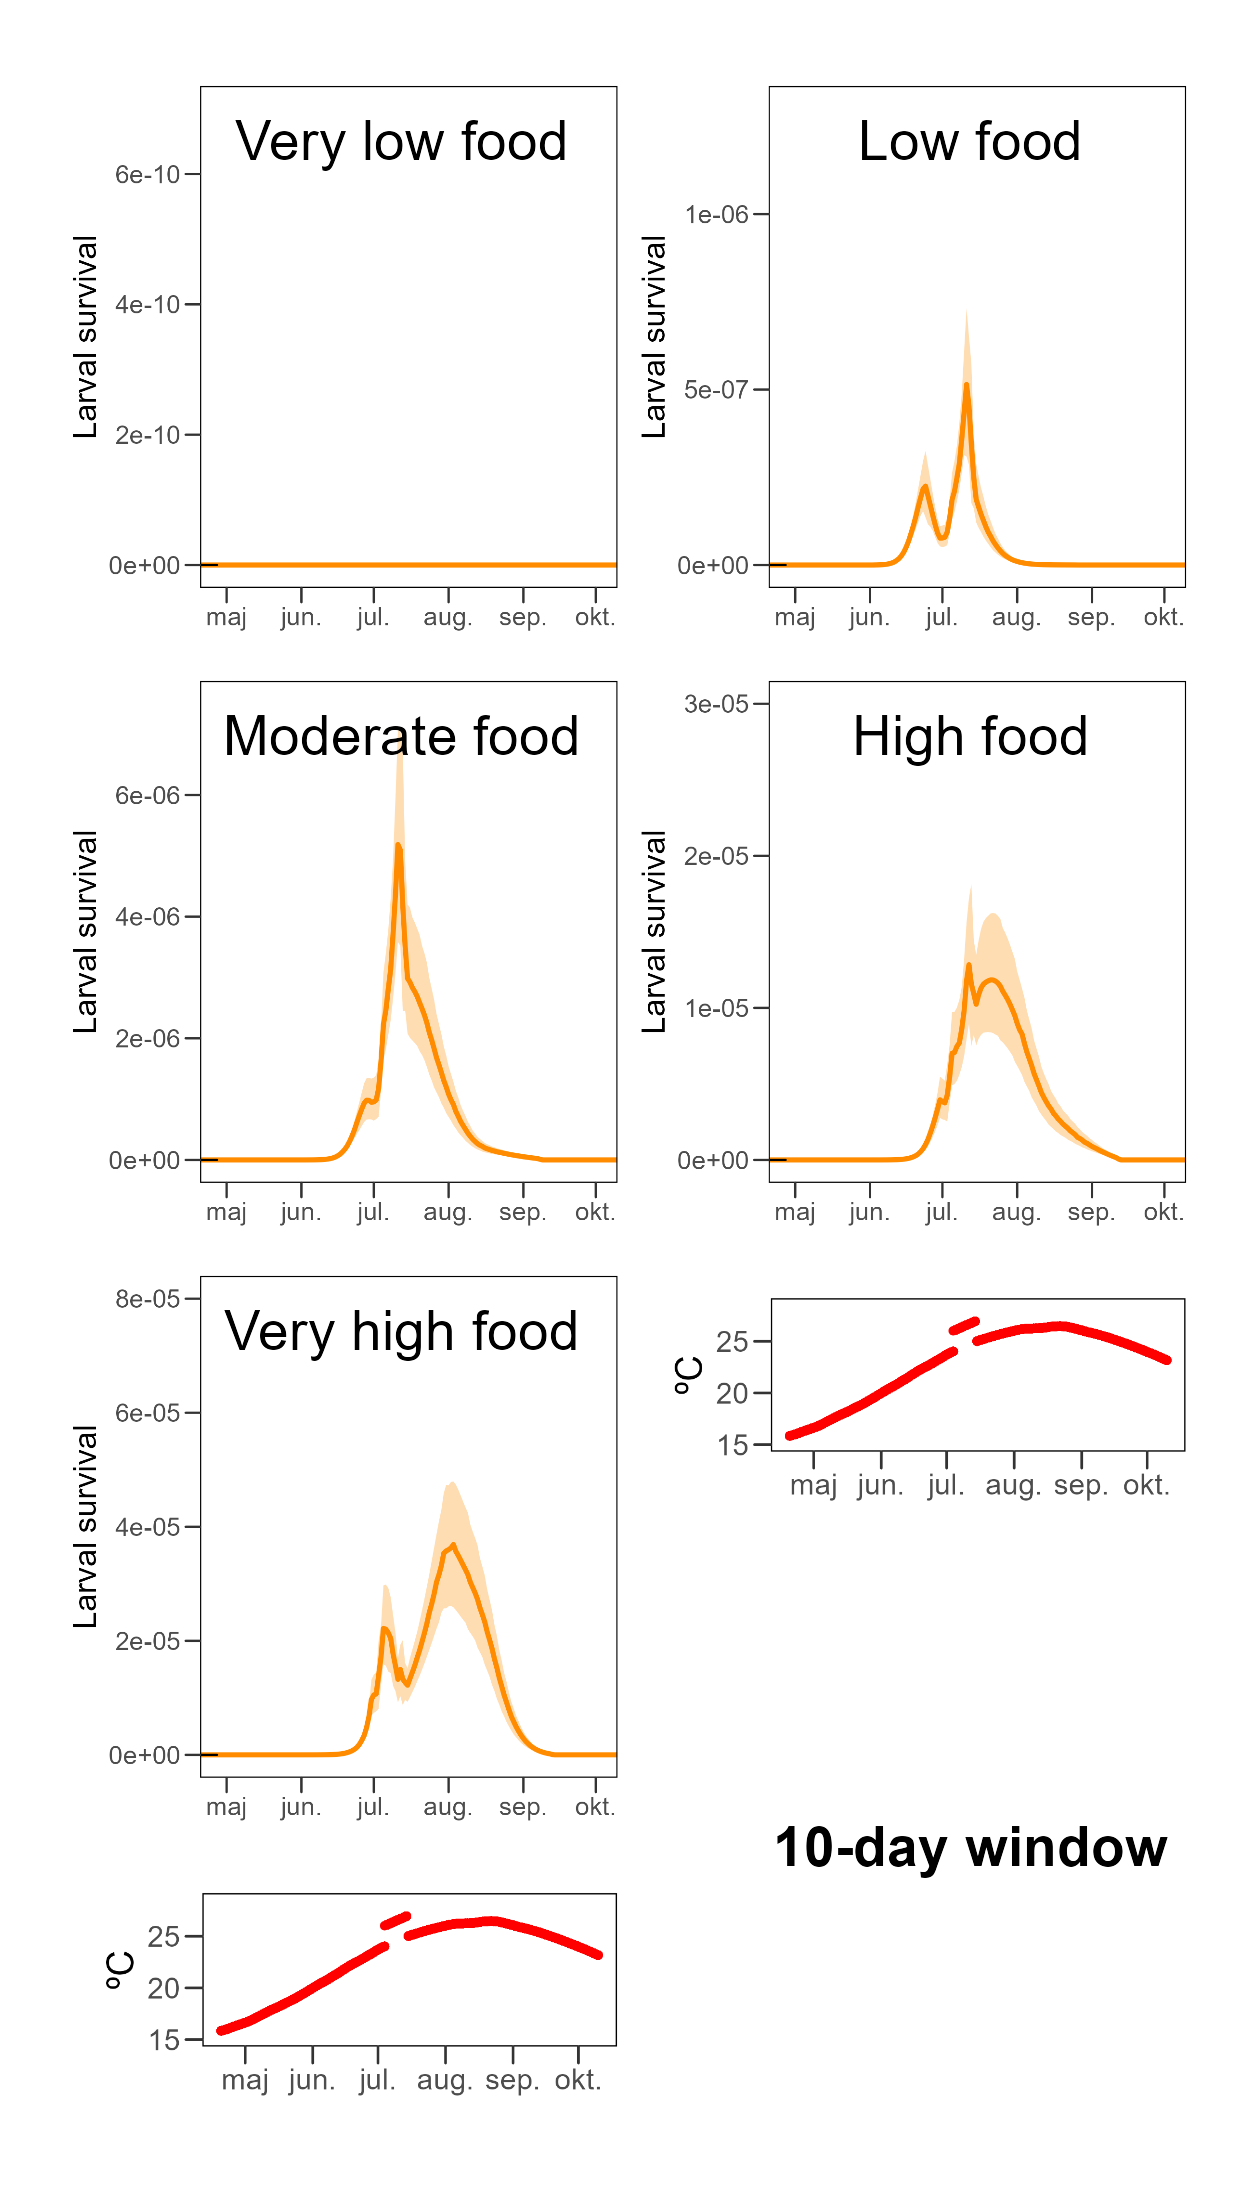 Very low food
Larval survival
6e-10
4e-10
2e-10
0e+00
maj jun. jul. aug. sep. okt.
Low food
Larval survival
1e-06
5e-07
0e+00
maj jun. jul. aug. sep. okt.
Moderate food
Larval survival
6e-06
4e-06
2e-06
0e+00
maj jun. jul. aug. sep. okt.
High food
Larval survival
3e-05
2e-05
1e-05
0e+00
maj jun. jul. aug. sep. okt.
Very high food
Larval survival
8e-05
6e-05
4e-05
2e-05
0e+00
maj jun. jul. aug. sep. okt.
ºC
25
20
15
maj jun. jul. aug. sep. okt.
10-day window
ºC
25
20
15
maj jun. jul. aug. sep. okt.